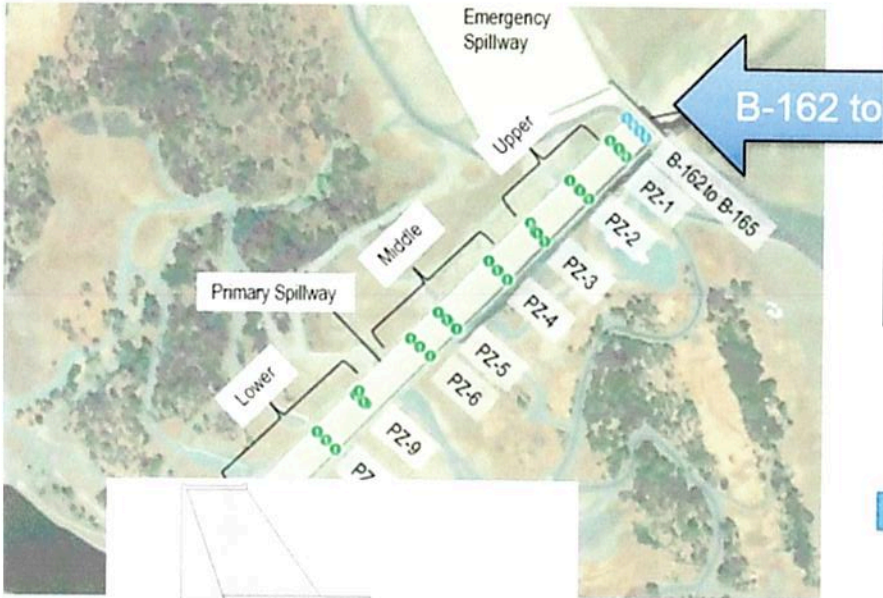 Emergency
Spillway
B-162 to
Upper
B-162 to B-165
PZ-1
Middle
PZ-2
PZ-3
Primary Spillway
PZ-4
PZ-5
Lower
PZ-6
PZ-9
PZ